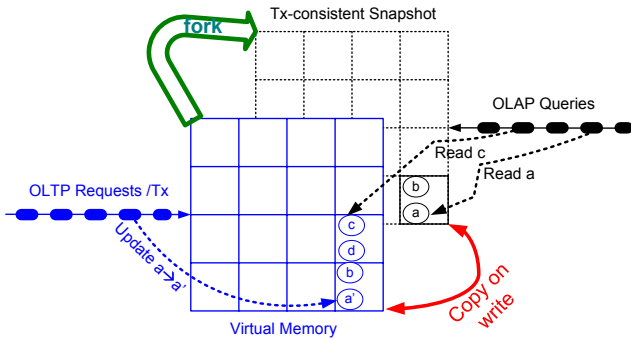 Tx-consistent Snapshot
fork
OLAP Queries
Read c
Read a
OLTP Requests /Tx
b
a
c
d
b
a'
Update a→a'
Copy on
write
Virtual Memory